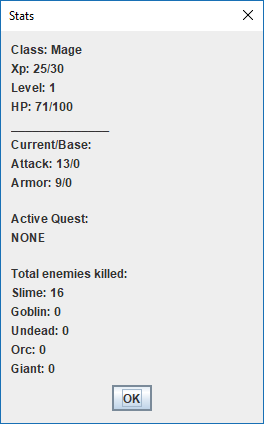 Stats
Class: Mage
Xp: 25/30
Level: 1
HP: 71/100
_______________
Current/Base:
Attack: 13/0
Armor: 9/0
Active Quest:
NONE
Total enemies killed:
Slime: 16
Goblin: 0
Undead: 0
Orc: 0
Giant: 0
OK